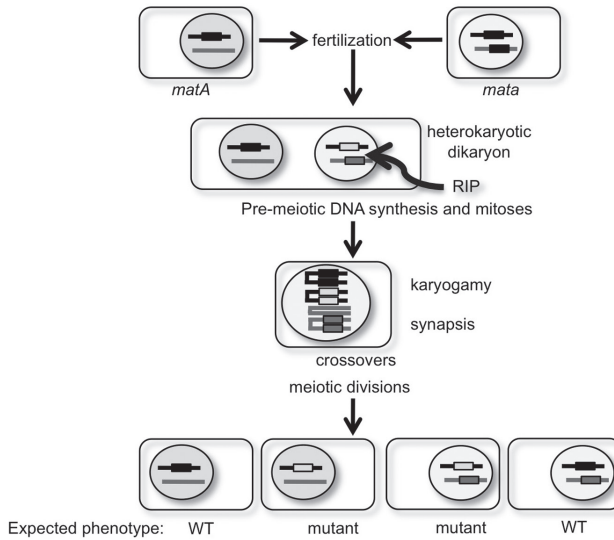 fertilization
matA
mata
heterokaryotic
dikaryon
RIP
Pre-meiotic DNA synthesis and mitoses
karyogamy
synapsis
crossovers
meiotic divisions
Expected phenotype: WT mutant mutant WT